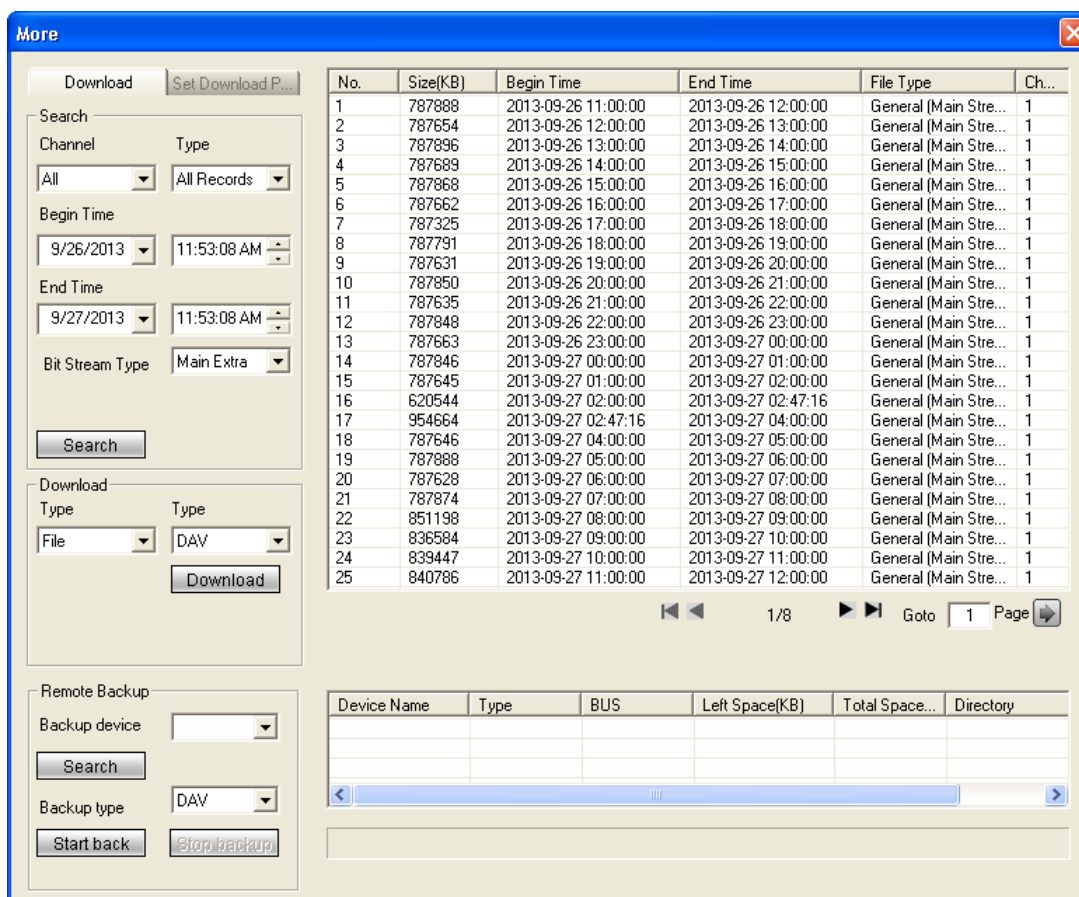 More
Download Set Download P...
Search
Channel Type
All All Records
Begin Time
9/26/2013 11:53:08 AM
End Time
9/27/2013 11:53:08 AM
Bit Stream Type Main Extra
Search
Download
Type Type
File DAV
Download
Remote Backup
Backup device
Search
Backup type DAV
Start back Stop backup
No. Size(KB) Begin Time End Time File Type Ch...
1 787888 2013-09-26 11:00:00 2013-09-26 12:00:00 General (Main Stre... 1
2 787654 2013-09-26 12:00:00 2013-09-26 13:00:00 General (Main Stre... 1
3 787896 2013-09-26 13:00:00 2013-09-26 14:00:00 General (Main Stre... 1
4 787689 2013-09-26 14:00:00 2013-09-26 15:00:00 General (Main Stre... 1
5 787868 2013-09-26 15:00:00 2013-09-26 16:00:00 General (Main Stre... 1
6 787662 2013-09-26 16:00:00 2013-09-26 17:00:00 General (Main Stre... 1
7 787325 2013-09-26 17:00:00 2013-09-26 18:00:00 General (Main Stre... 1
8 787791 2013-09-26 18:00:00 2013-09-26 19:00:00 General (Main Stre... 1
9 787631 2013-09-26 19:00:00 2013-09-26 20:00:00 General (Main Stre... 1
10 787850 2013-09-26 20:00:00 2013-09-26 21:00:00 General (Main Stre... 1
11 787635 2013-09-26 21:00:00 2013-09-26 22:00:00 General (Main Stre... 1
12 787848 2013-09-26 22:00:00 2013-09-26 23:00:00 General (Main Stre... 1
13 787663 2013-09-26 23:00:00 2013-09-27 00:00:00 General (Main Stre... 1
14 787846 2013-09-27 00:00:00 2013-09-27 01:00:00 General (Main Stre... 1
15 787645 2013-09-27 01:00:00 2013-09-27 02:00:00 General (Main Stre... 1
16 620544 2013-09-27 02:00:00 2013-09-27 02:47:16 General (Main Stre... 1
17 954664 2013-09-27 02:47:16 2013-09-27 04:00:00 General (Main Stre... 1
18 787646 2013-09-27 04:00:00 2013-09-27 05:00:00 General (Main Stre... 1
19 787888 2013-09-27 05:00:00 2013-09-27 06:00:00 General (Main Stre... 1
20 787628 2013-09-27 06:00:00 2013-09-27 07:00:00 General (Main Stre... 1
21 787874 2013-09-27 07:00:00 2013-09-27 08:00:00 General (Main Stre... 1
22 851198 2013-09-27 08:00:00 2013-09-27 09:00:00 General (Main Stre... 1
23 836584 2013-09-27 09:00:00 2013-09-27 10:00:00 General (Main Stre... 1
24 839447 2013-09-27 10:00:00 2013-09-27 11:00:00 General (Main Stre... 1
25 840786 2013-09-27 11:00:00 2013-09-27 12:00:00 General (Main Stre... 1
1/8 Goto 1 Page
Device Name Type BUS Left Space(KB) Total Space... Directory